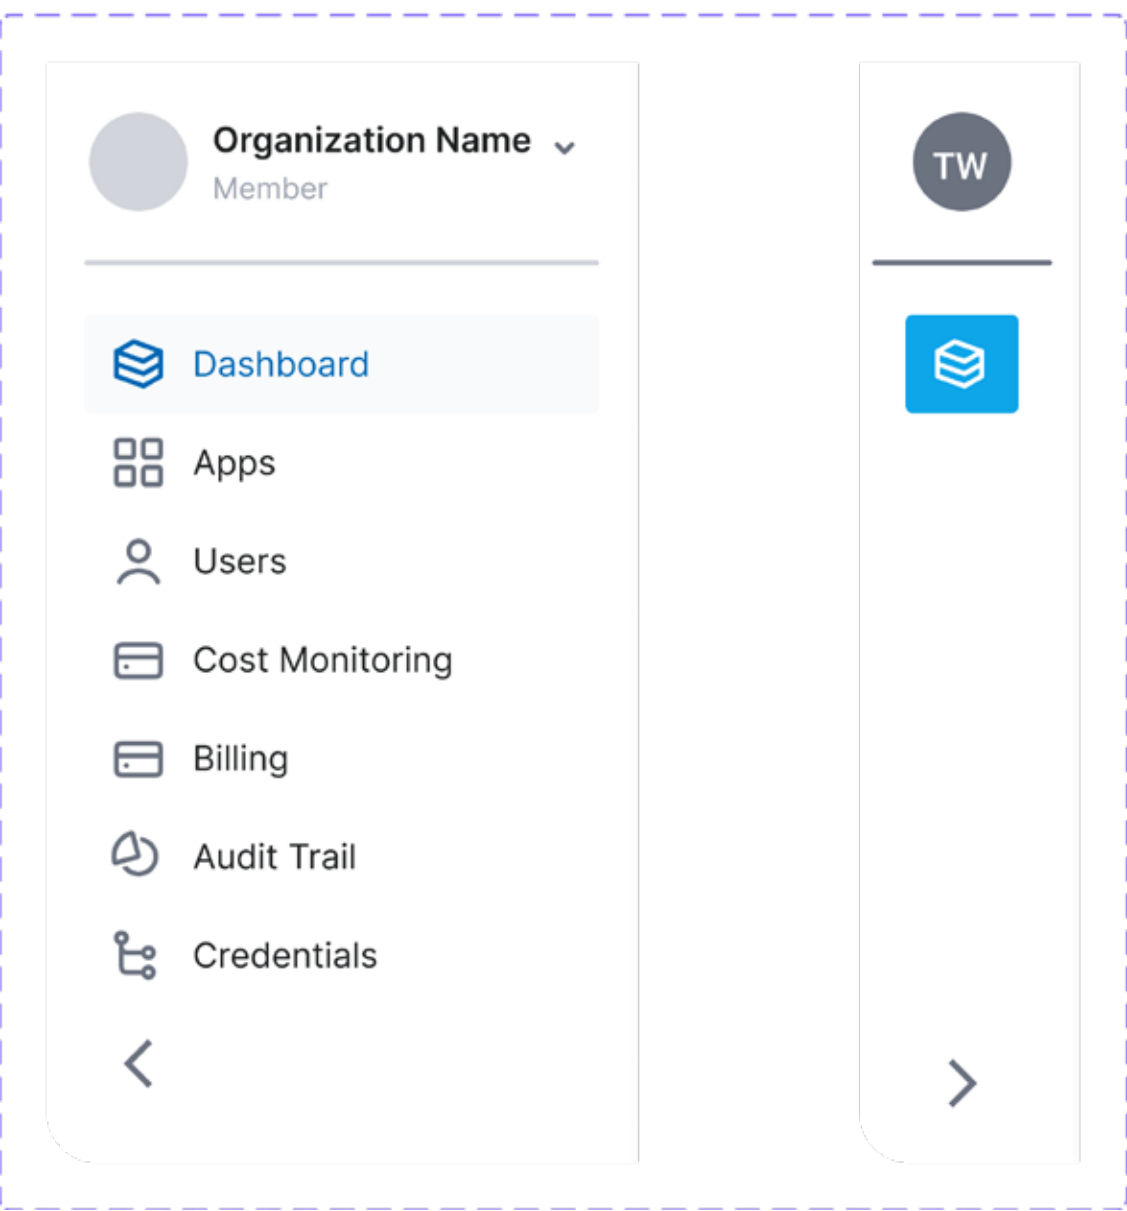 Organization Name
Member
TW
Dashboard
Apps
Users
Cost Monitoring
Billing
Audit Trail
Credentials